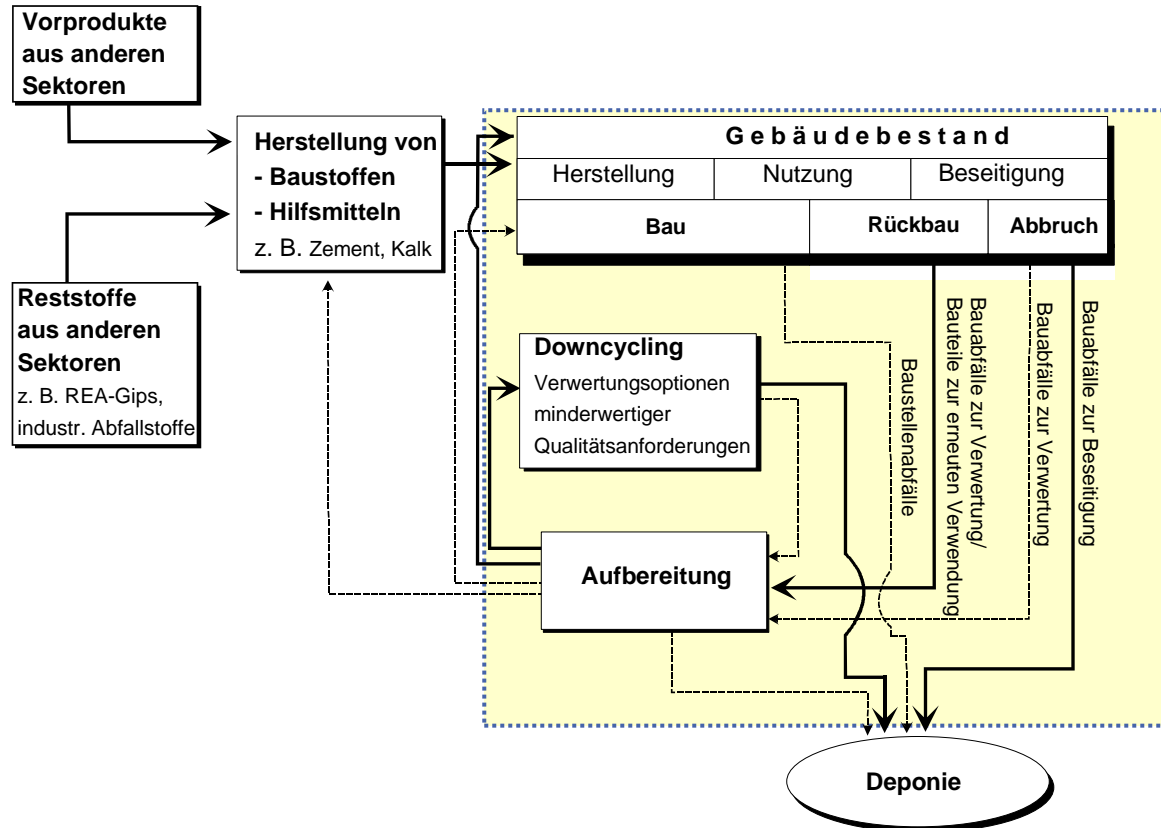 Vorprodukte
aus anderen
Sektoren
Herstellung von
- Baustoffen
- Hilfsmitteln
z. B. Zement, Kalk
Reststoffe
aus anderen
Sektoren
z. B. REA-Gips,
industr. Abfallstoffe
Gebäudebestand
Herstellung
Nutzung
Beseitigung
Bau
Rückbau
Abbruch
Downcycling
Verwertungsoptionen
minderwertiger
Qualitätsanforderungen
Baustellenabfälle
Bauabfälle zur Verwertung/
Bauteile zur erneuten Verwendung
Bauabfälle zur Verwertung
Bauabfälle zur Beseitigung
Aufbereitung
Deponie